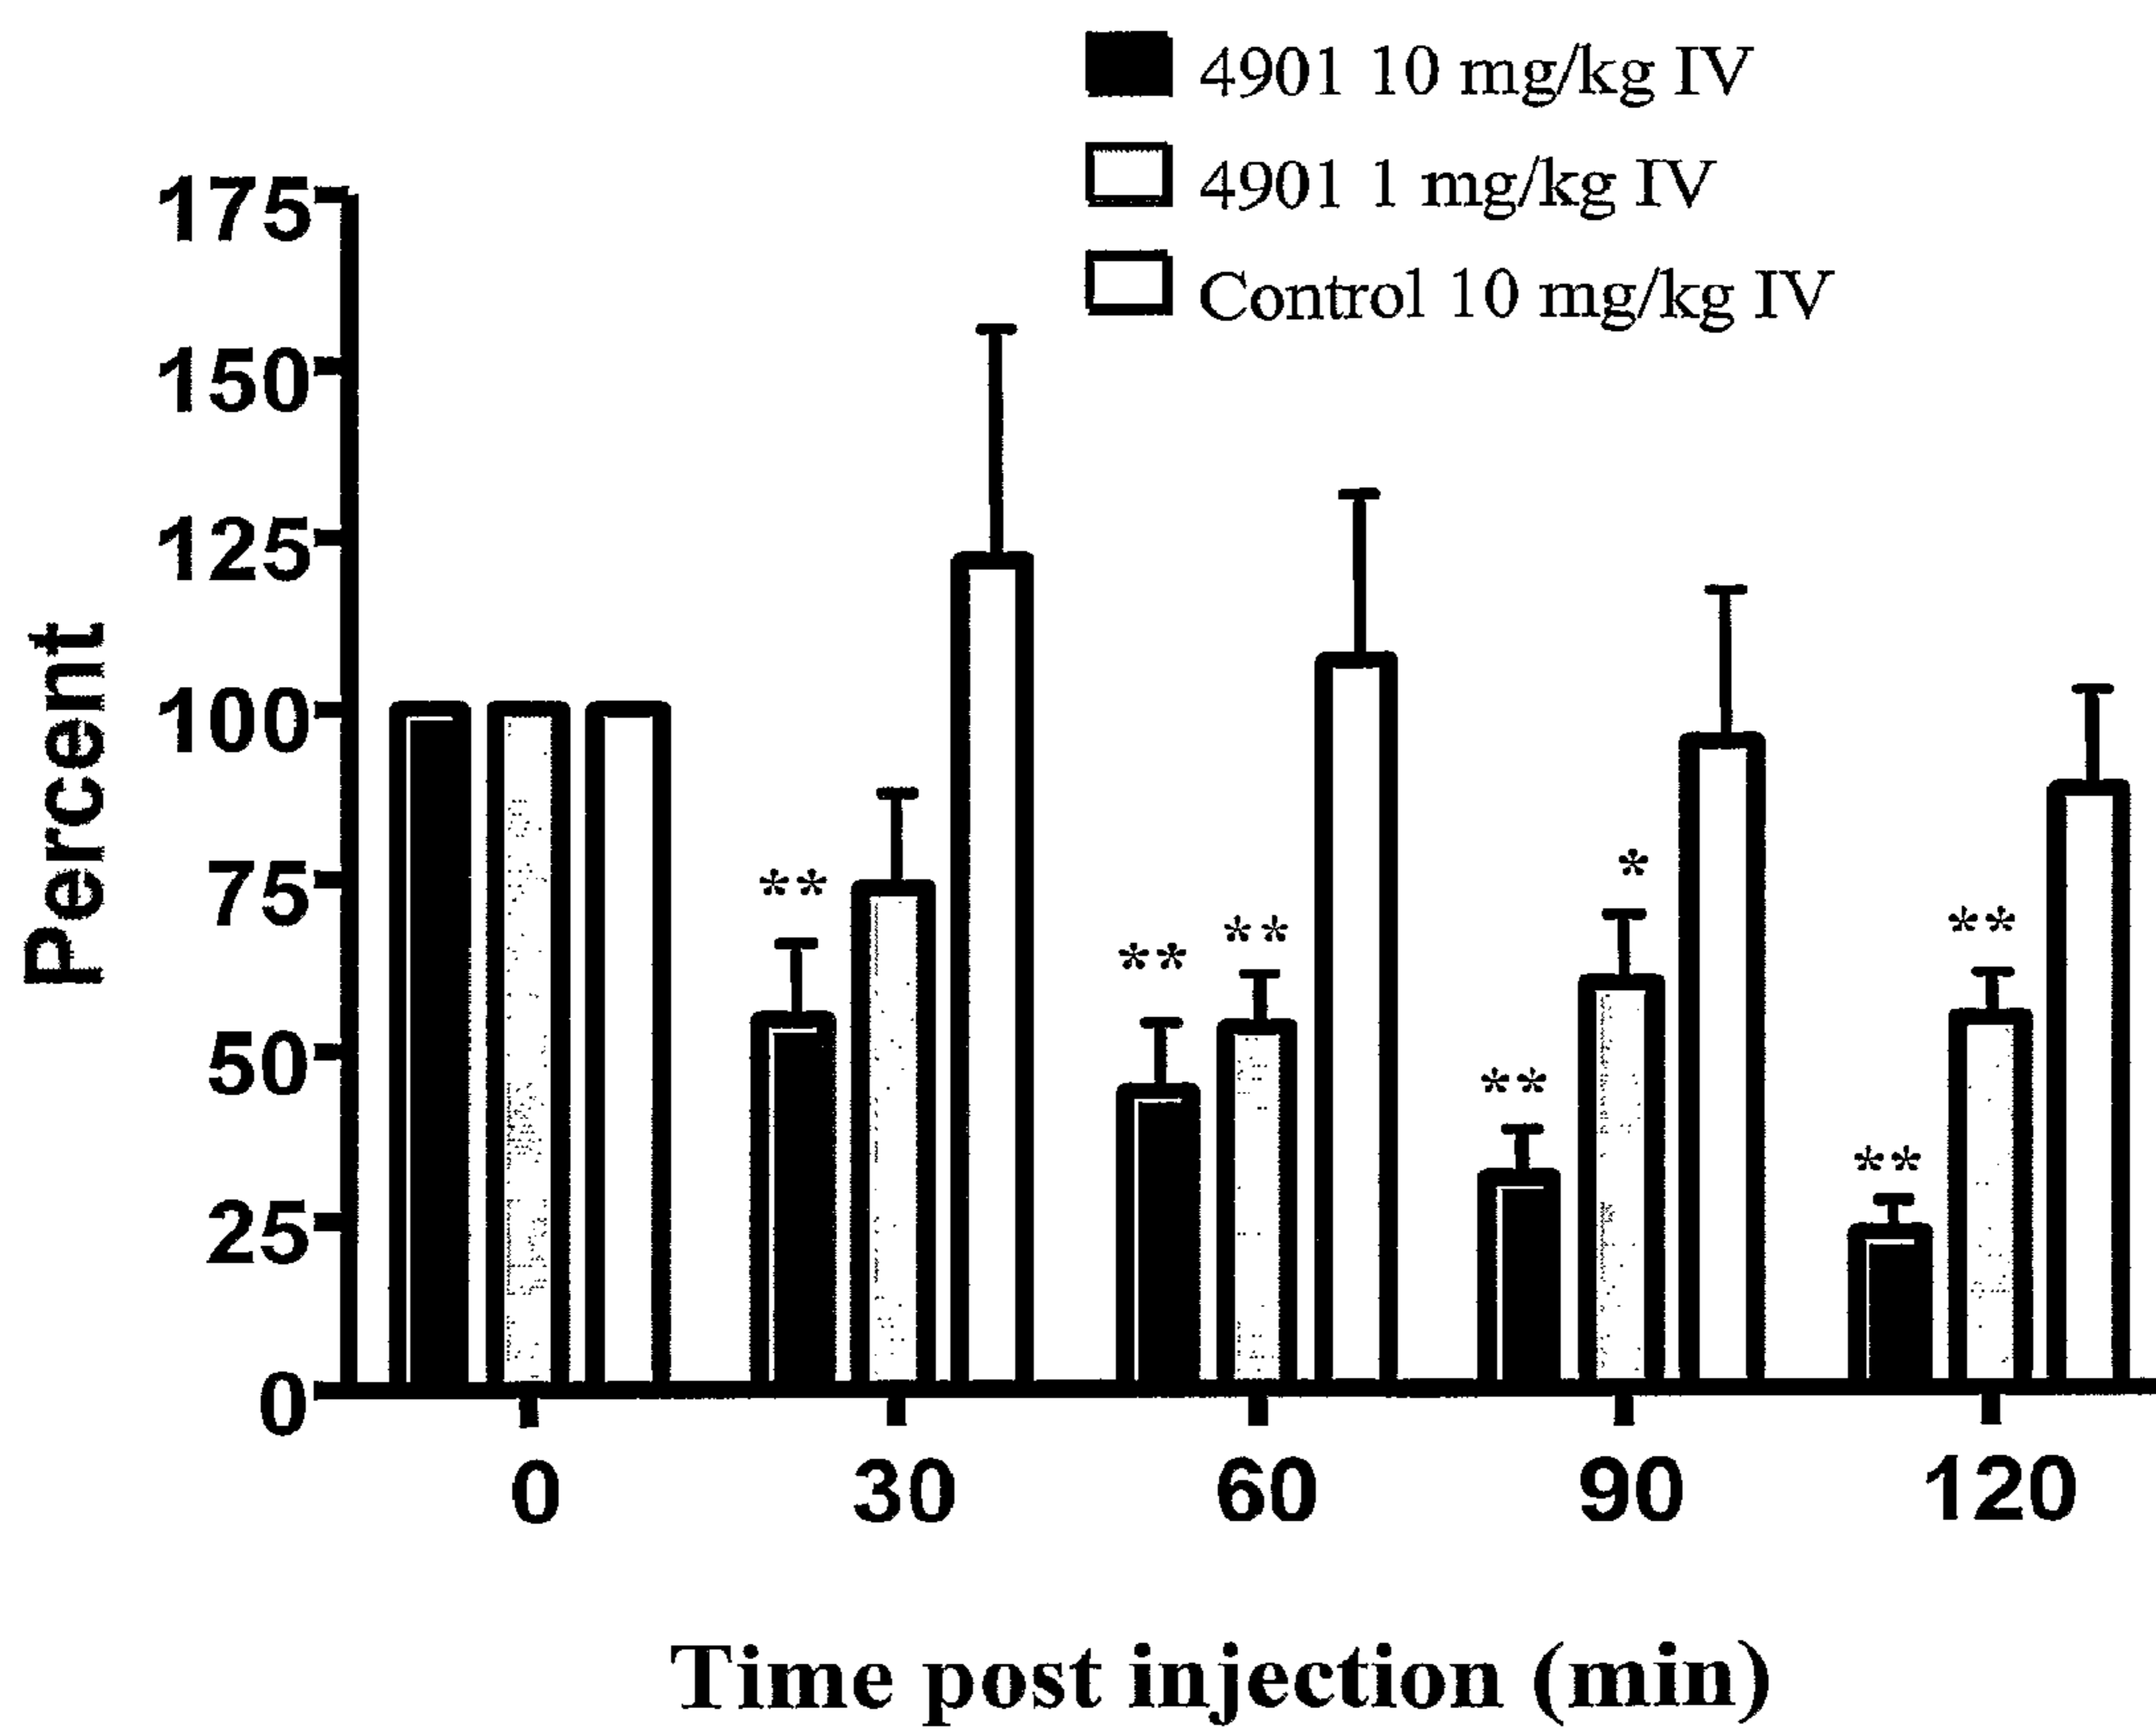 4901 10 mg/kg IV
4901 1 mg/kg IV
Control 10 mg/kg IV
175
150
125
100
75
50
25
0
Percent
**
**
**
**
*
**
**
0 30 60 90 120
Time post injection (min)